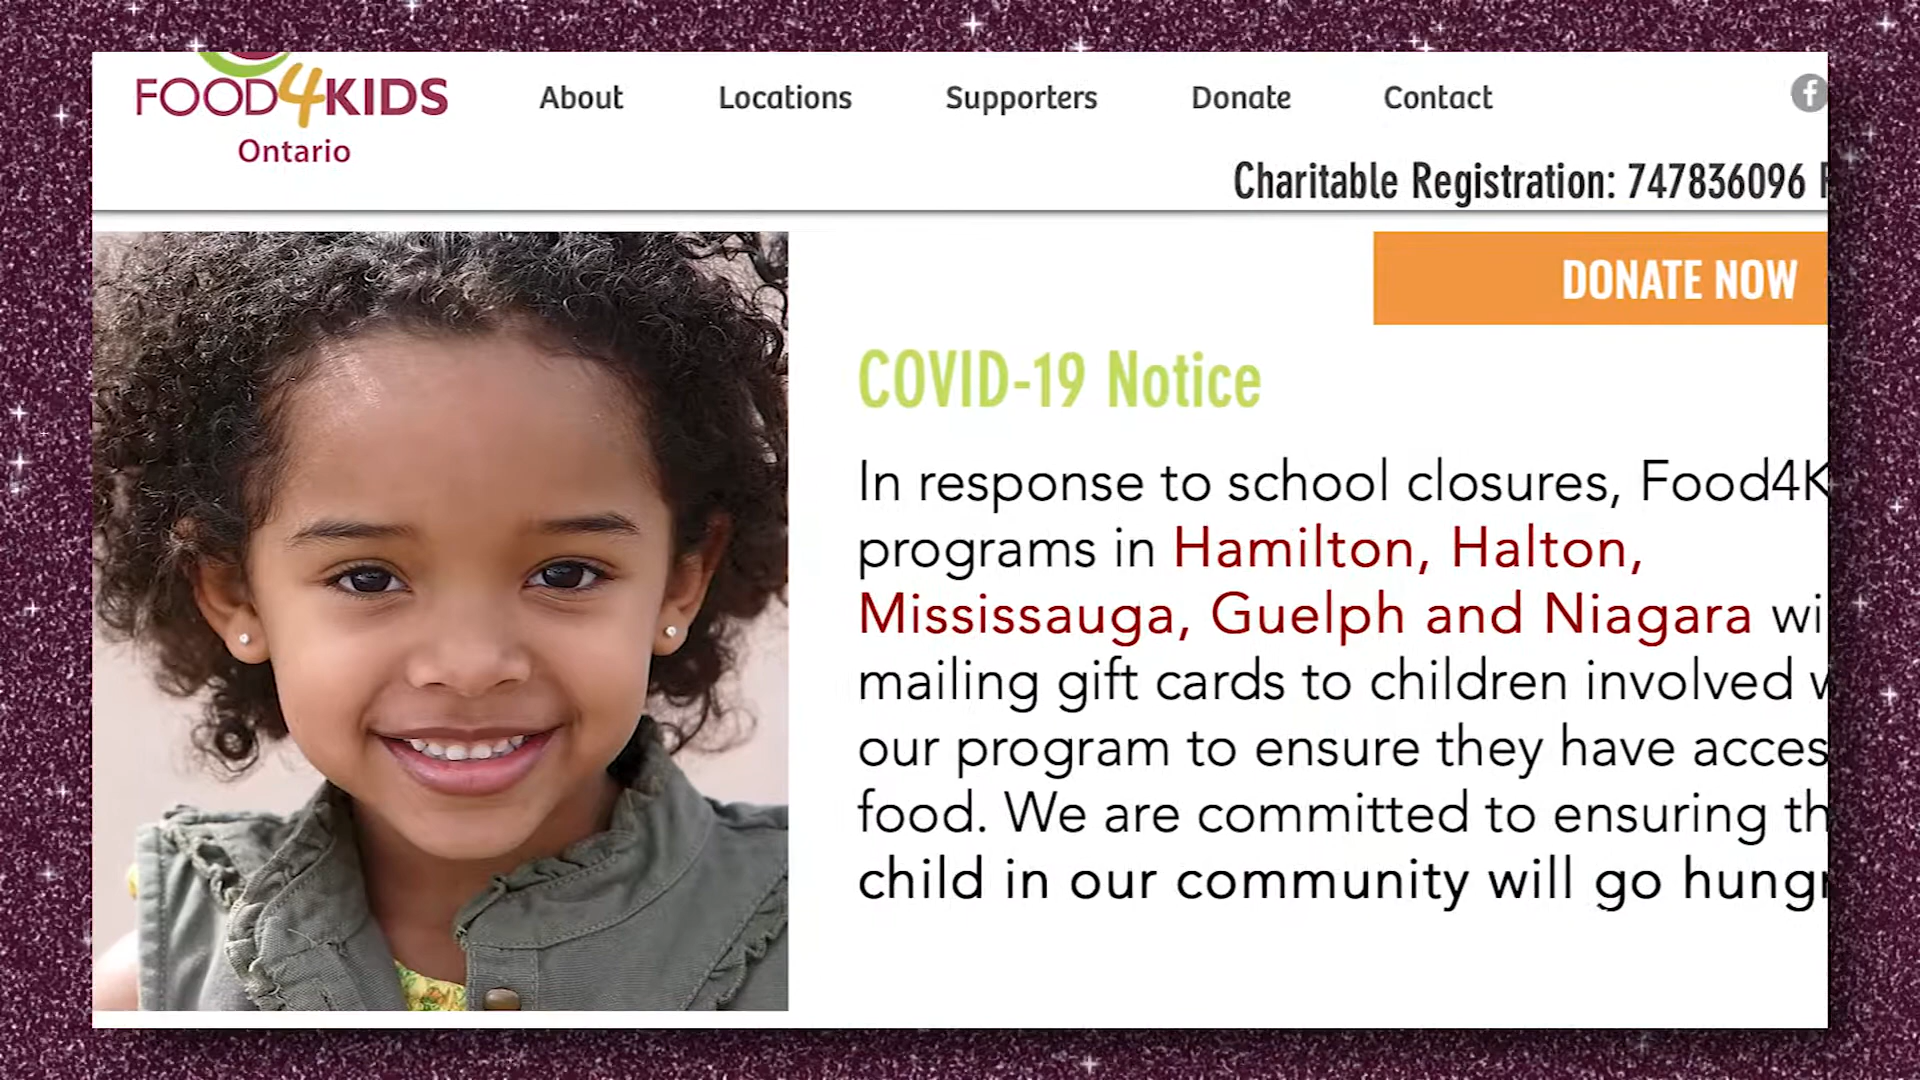 FOOD4KIDS
Ontario
About Locations Supporters Donate Contact
Charitable Registration: 747836096
DONATE NOW
COVID-19 Notice
In response to school closures, Food4K
programs in Hamilton, Halton,
Mississauga, Guelph and Niagara wi
mailing gift cards to children involved
our program to ensure they have acces
food. We are committed to ensuring th
child in our community will go hung